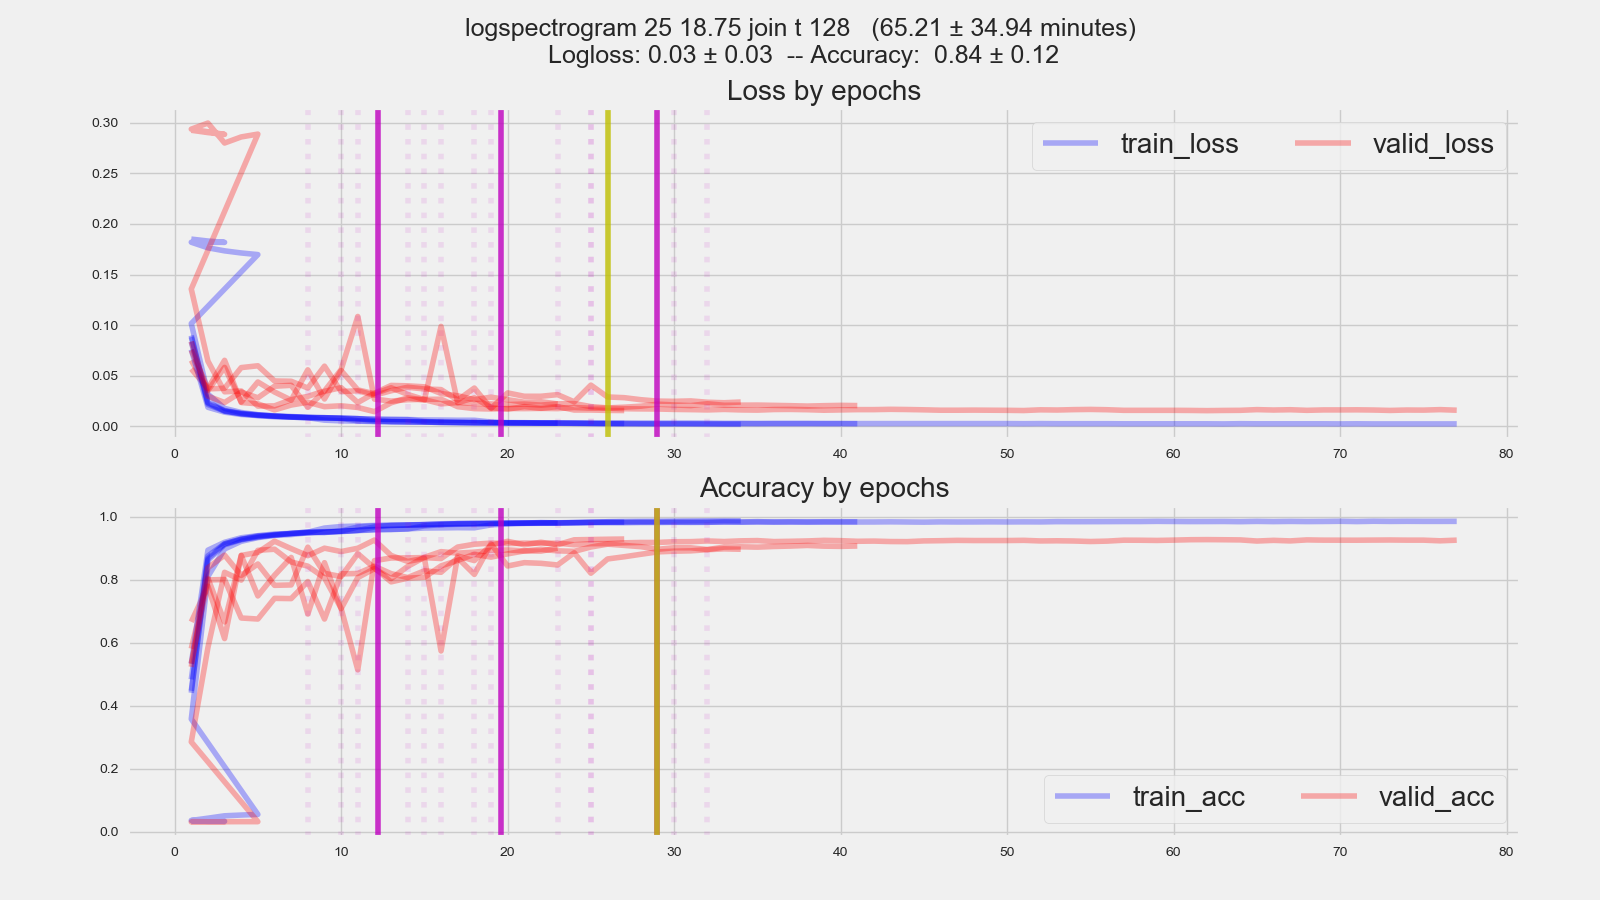 logspectrogram 25 18.75 join t 128   (65.21 ± 34.94 minutes)
Logloss: 0.03 ± 0.03  -- Accuracy:  0.84 ± 0.12
Loss by epochs
0.30
0.25
0.20
0.15
0.10
0.05
0.00
train_loss valid_loss
0 10 20 30 40 50 60 70 80
Accuracy by epochs
1.0
0.8
0.6
0.4
0.2
0.0
train_acc valid_acc
0 10 20 30 40 50 60 70 80